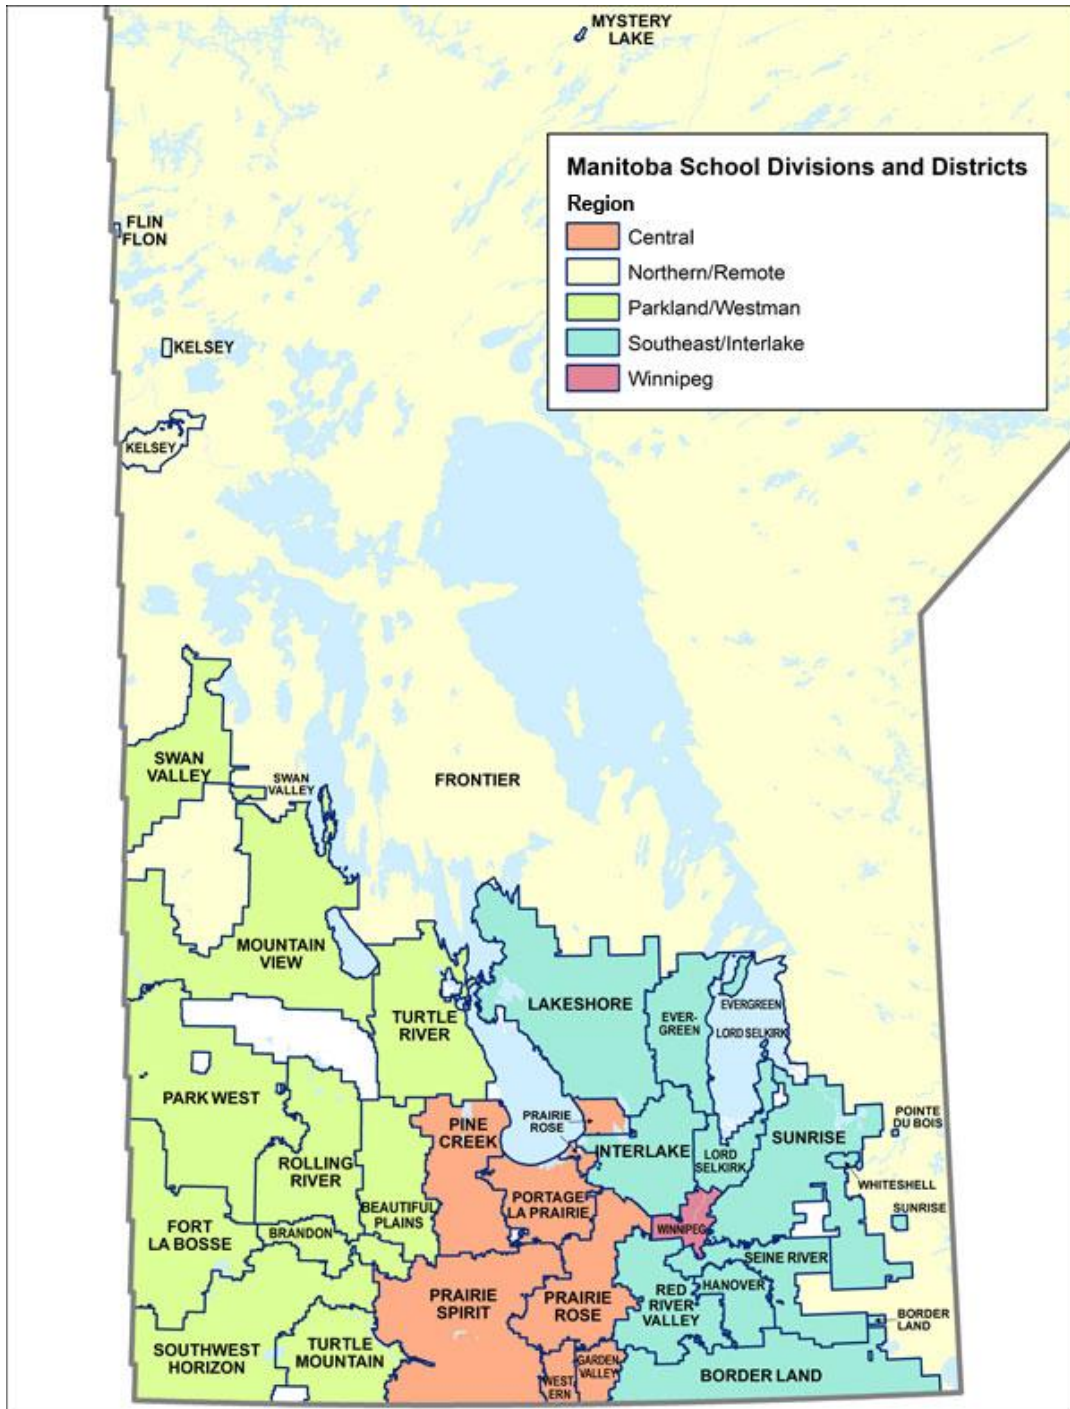 MYSTERY
LAKE
Manitoba School Divisions and Districts
Region
Central
Northern/Remote
Parkland/Westman
Southeast/Interlake
Winnipeg
FLIN
FLON
KELSEY
KELSEY
SWAN
VALLEY
SWAN
VALLEY
FRONTIER
MOUNTAIN
VIEW
LAKESHORE
EVER-
GREEN
EVERGREEN
LORD SELKIRK
TURTLE
RIVER
PARK WEST
PINE
CREEK
PRAIRIE
ROSE
INTERLAKE
LORD
SELKIRK
SUNRISE
POINTE
DU BOIS
WHITESHELL
SUNRISE
ROLLING
RIVER
BEAUTIFUL
PLAINS
PORTAGE
LA PRAIRIE
WINNIPEG
FORT
LA BOSSE
BRANDON
SEINE RIVER
HANOVER
RED
RIVER
VALLEY
PRAIRIE
SPIRIT
PRAIRIE
ROSE
BORDER
LAND
SOUTHWEST
HORIZON
TURTLE
MOUNTAIN
WEST
ERN
GARDEN
VALLEY
BORDER LAND